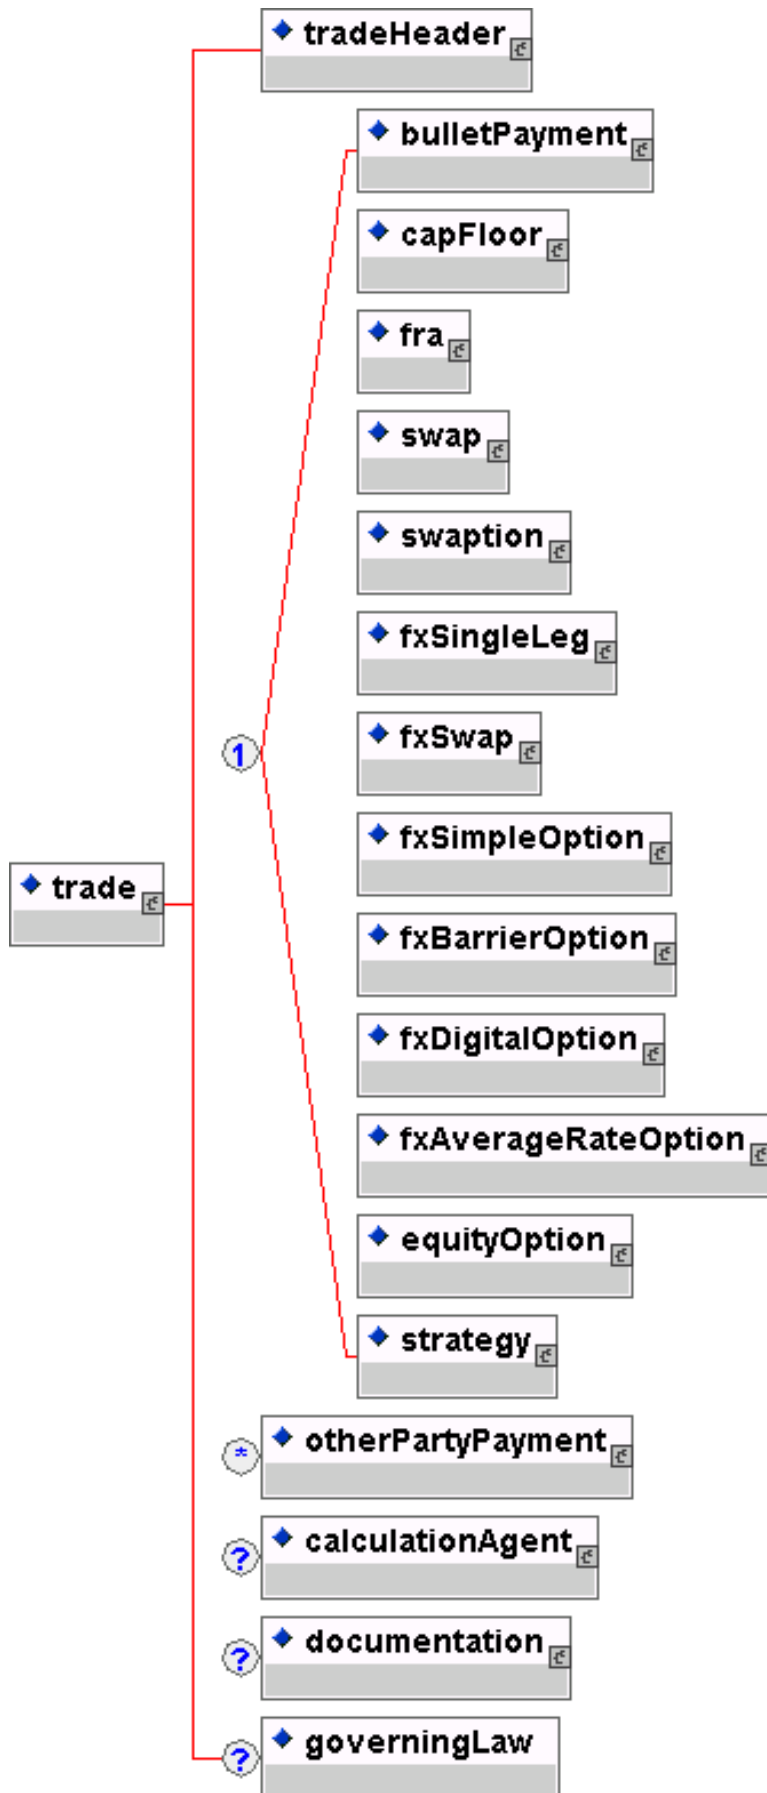 tradeHeader
bulletPayment
capFloor
fra
swap
swaption
fxSingleLeg
1
fxSwap
fxSimpleOption
trade
fxBarrierOption
fxDigitalOption
fxAverageRateOption
equityOption
strategy
* otherPartyPayment
? calculationAgent
? documentation
? governingLaw